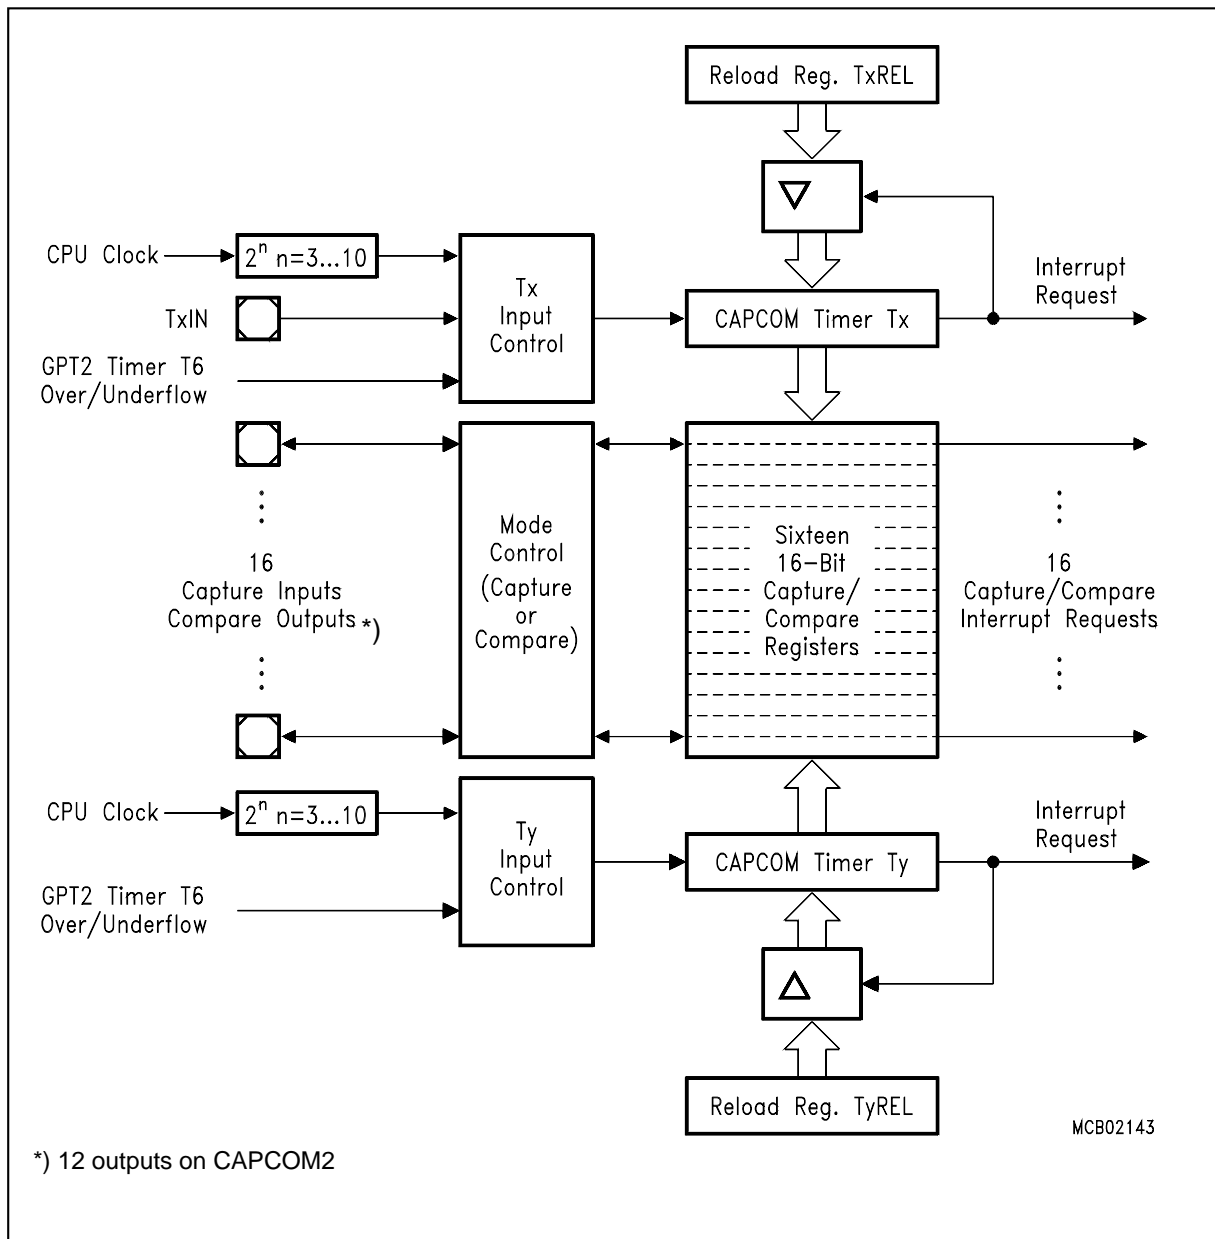 Reload Reg. TxREL
CPU Clock
2ⁿ n=3...10
Tx
Input
Control
TxIN
GPT2 Timer T6
Over/Underflow
CAPCOM Timer Tx
Interrupt
Request
16
Capture Inputs
Compare Outputs *)
Mode
Control
(Capture
or
Compare)
Sixteen
16-Bit
Capture/
Compare
Registers
16
Capture/Compare
Interrupt Requests
CPU Clock
2ⁿ n=3...10
Ty
Input
Control
GPT2 Timer T6
Over/Underflow
CAPCOM Timer Ty
Interrupt
Request
Reload Reg. TyREL
MCB02143
*) 12 outputs on CAPCOM2